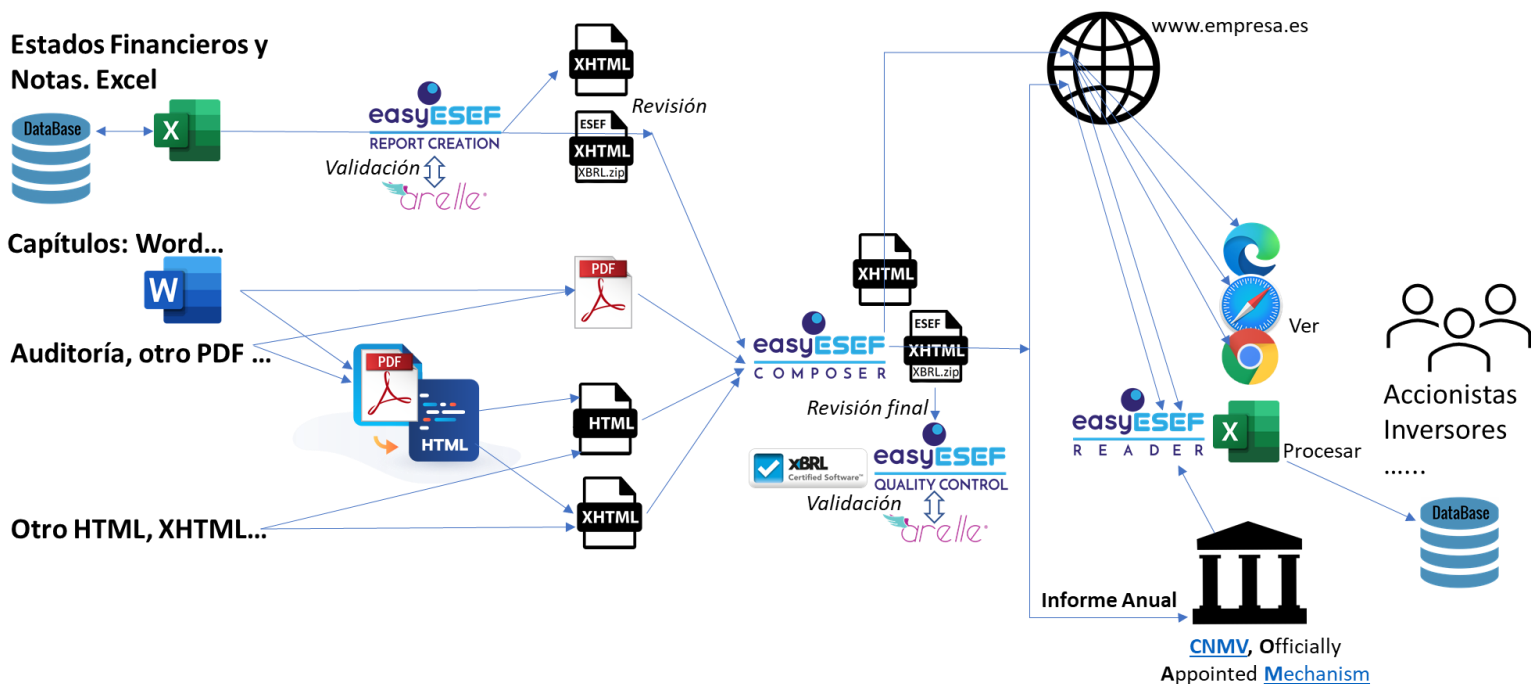 Estados Financieros y
Notas. Excel
DataBase
X
easyESEF
REPORT CREATION
Validación
arelle
XHTML
Revisión
ESEF
XHTML
XBRL.zip
Capítulos: Word...
W
PDF
Auditoría, otro PDF ...
PDF
HTML
HTML
XHTML
Otro HTML, XHTML...
easyESEF
COMPOSER
XHTML
ESEF
XHTML
XBRL.zip
Revisión final
easyESEF
QUALITY CONTROL
XBRL
Certified Software™
Validación
arelle
www.empresa.es
Ver
easyESEF
READER
X
Procesar
Accionistas
Inversores
......
DataBase
Informe Anual
CNMV, Officially
Appointed Mechanism